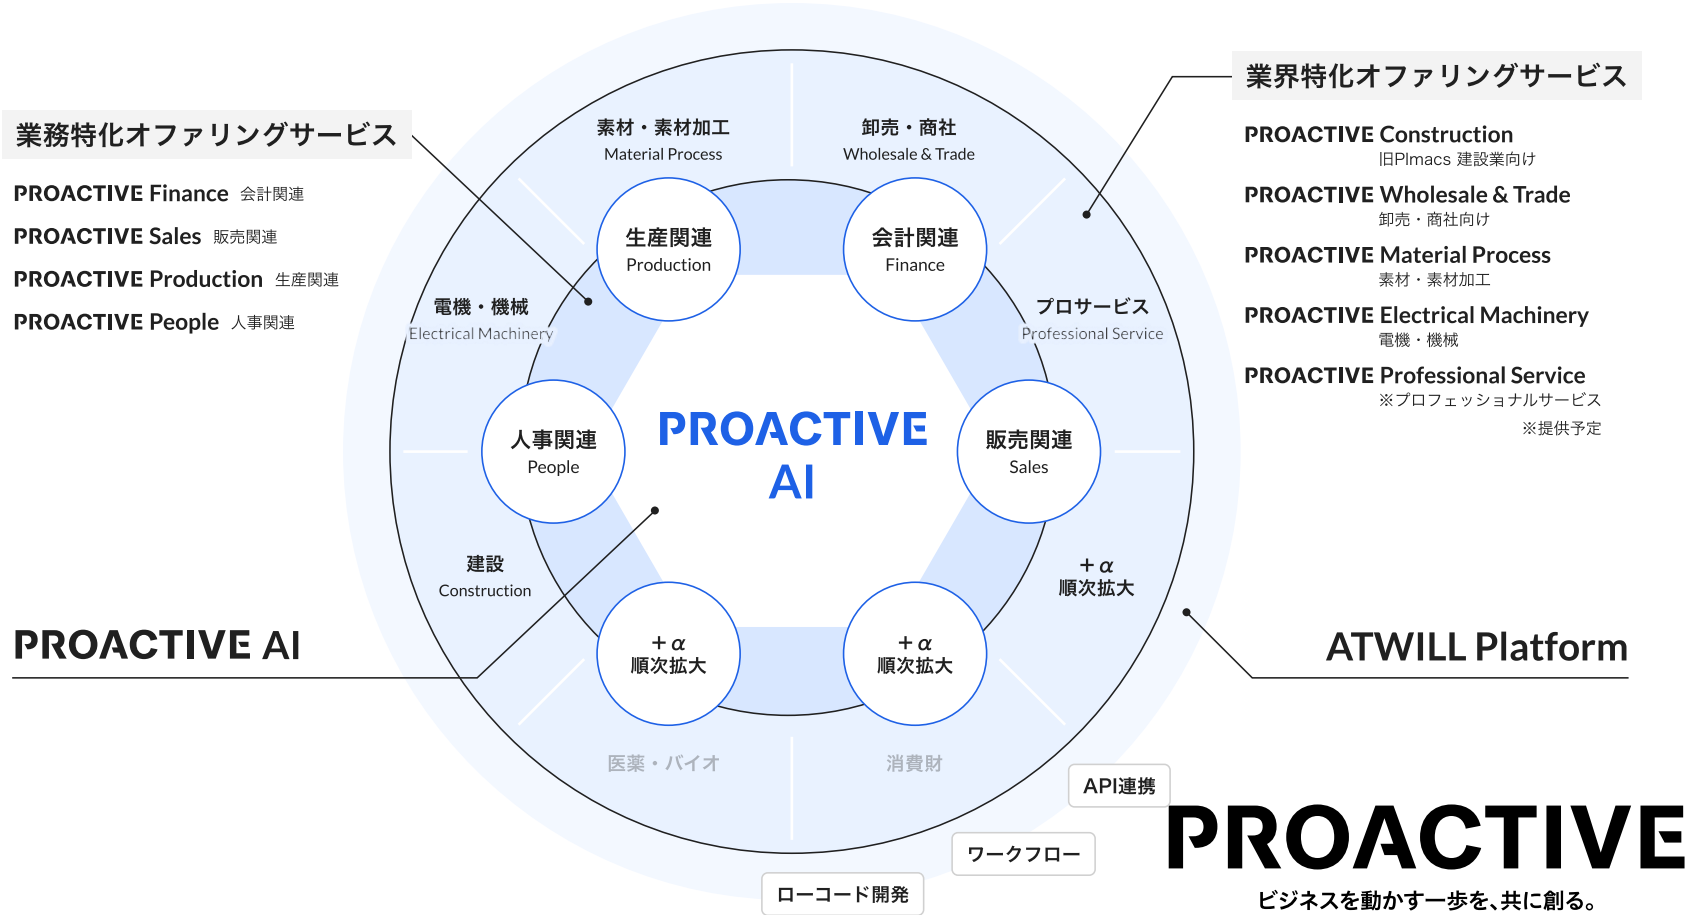 業務特化オファリングサービス
PROACTIVE Finance 会計関連
PROACTIVE Sales 販売関連
PROACTIVE Production 生産関連
PROACTIVE People 人事関連
PROACTIVE AI
素材・素材加工
Material Process
卸売・商社
Wholesale & Trade
生産関連
Production
会計関連
Finance
電機・機械
Electrical Machinery
プロサービス
Professional Service
人事関連
People
PROACTIVE
AI
販売関連
Sales
建設
Construction
+α
順次拡大
+α
順次拡大
+α
順次拡大
医薬・バイオ
消費財
API連携
ワークフロー
ローコード開発
業界特化オファリングサービス
PROACTIVE Construction
旧PImacs 建設業向け
PROACTIVE Wholesale & Trade
卸売・商社向け
PROACTIVE Material Process
素材・素材加工
PROACTIVE Electrical Machinery
電機・機械
PROACTIVE Professional Service
※プロフェッショナルサービス
※提供予定
ATWILL Platform
PROACTIVE
ビジネスを動かす一歩を、共に創る。